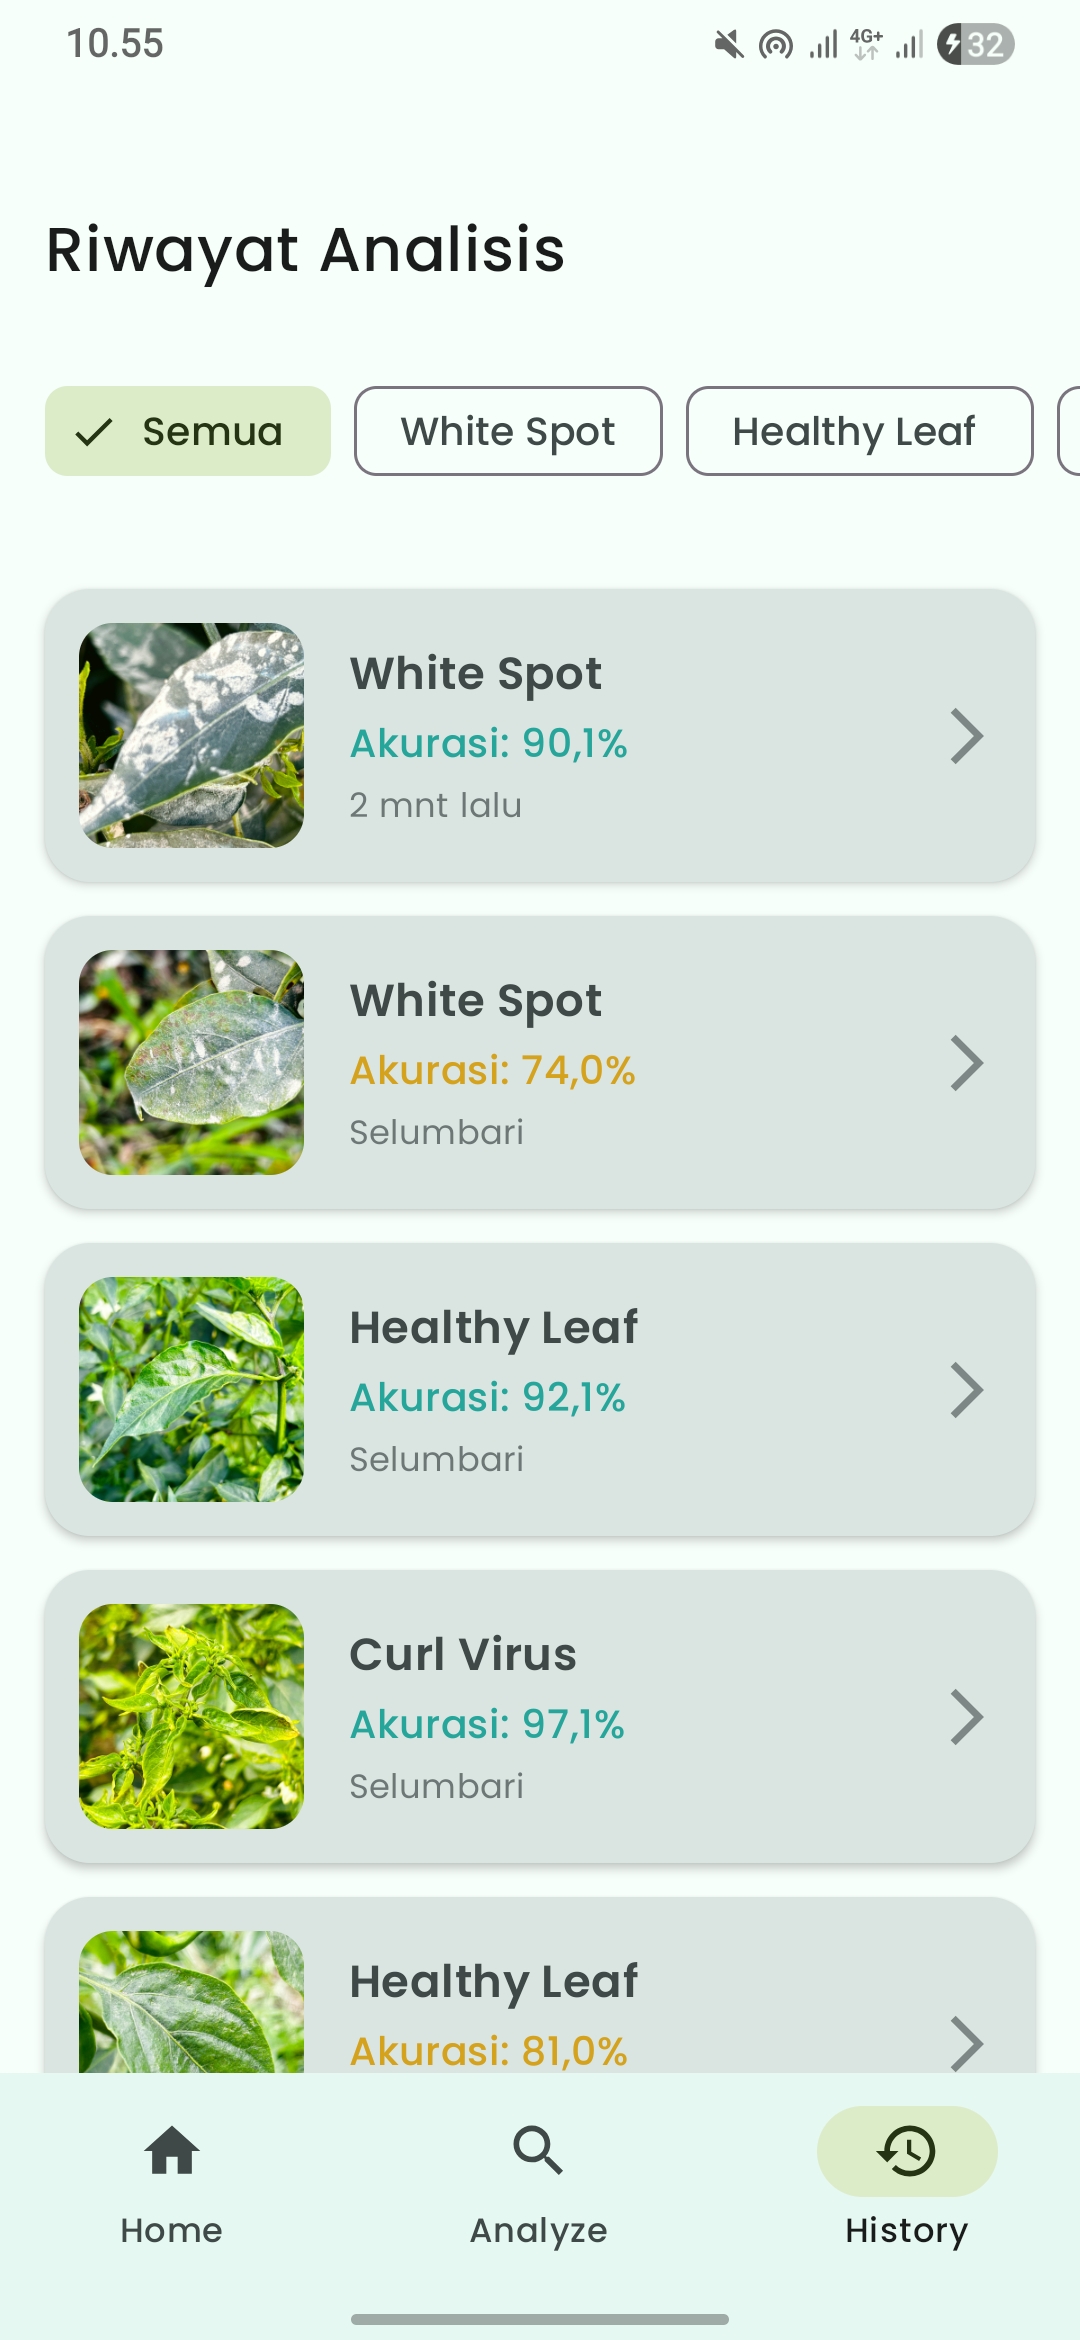 10.55
4G+
32
Riwayat Analisis
Semua
White Spot
Healthy Leaf
White Spot
Akurasi: 90,1%
2 mnt lalu
White Spot
Akurasi: 74,0%
Selumbari
Healthy Leaf
Akurasi: 92,1%
Selumbari
Curl Virus
Akurasi: 97,1%
Selumbari
Healthy Leaf
Akurasi: 81,0%
Home
Analyze
History